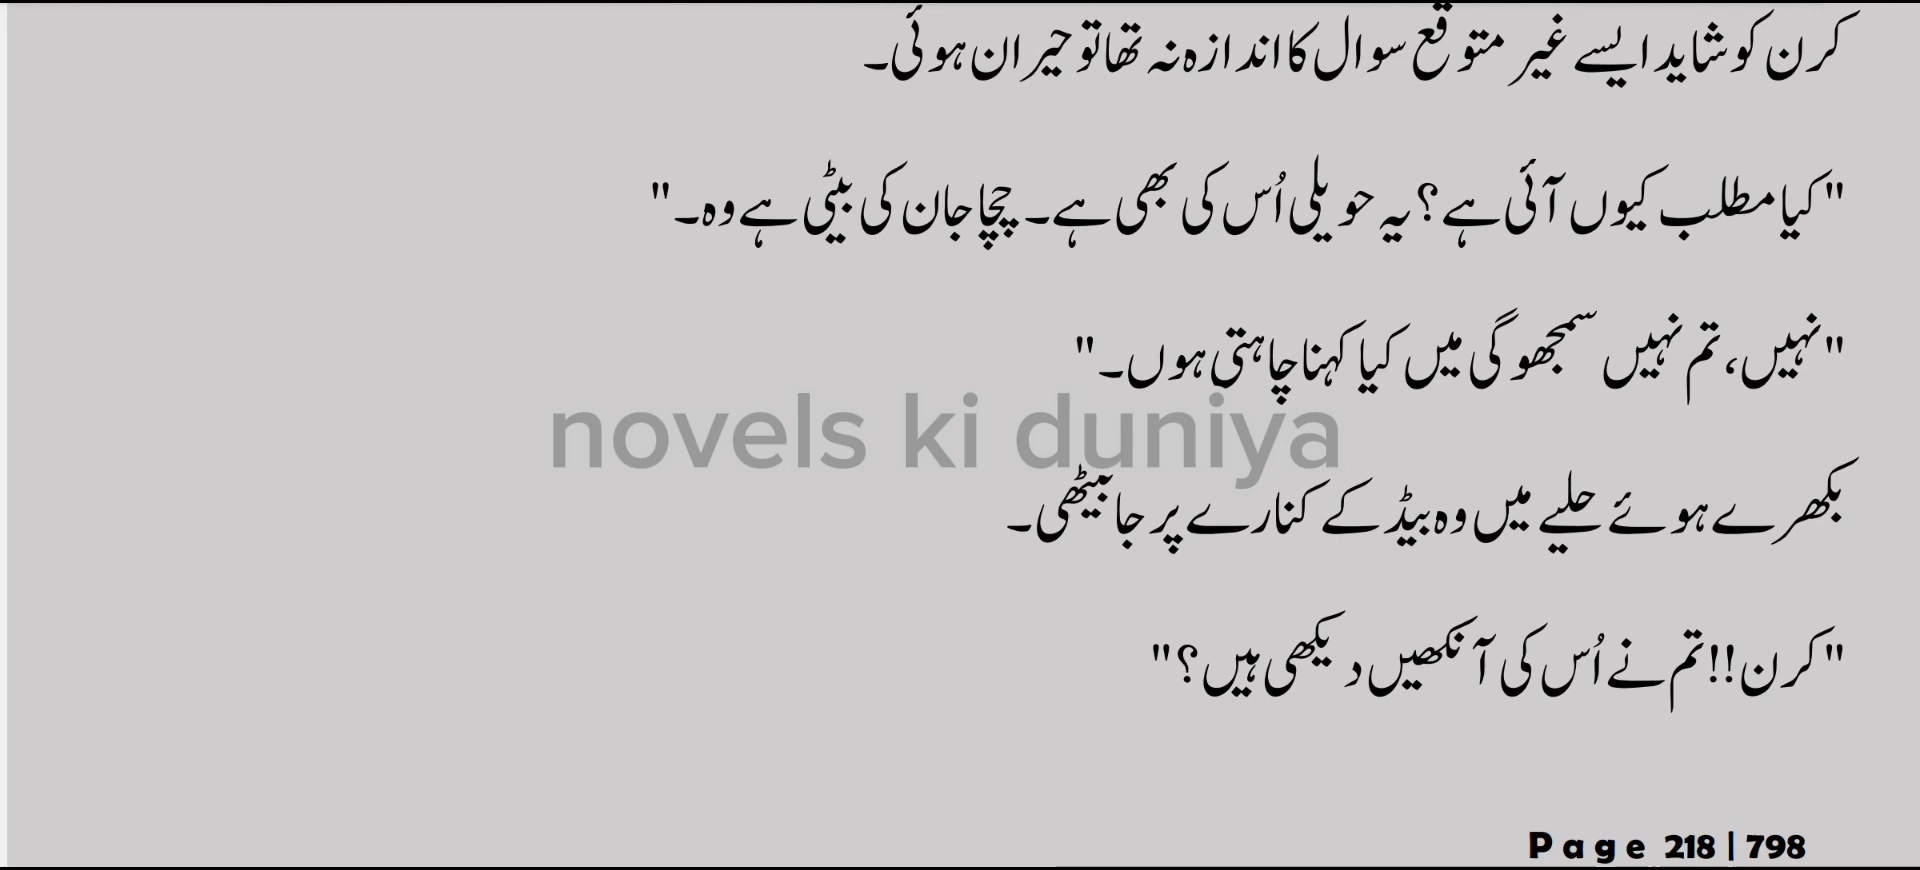 کرن کو شاید ایسے غیر متوقع سوال کا اندازہ نہ تھا تو حیران ہوئی۔
"کیا مطلب کیوں آئی ہے؟ یہ حویلی اُس کی بھی ہے۔ چچا جان کی بیٹی ہے وہ۔"
"نہیں، تم نہیں سمجھو گی میں کیا کہنا چاہتی ہوں۔"
novels ki duniya
بکھرے ہوئے حلیے میں وہ بیڈ کے کنارے پر جا بیٹھی۔
"کرن!! تم نے اُس کی آنکھیں دیکھی ہیں؟"
Page 218 | 798